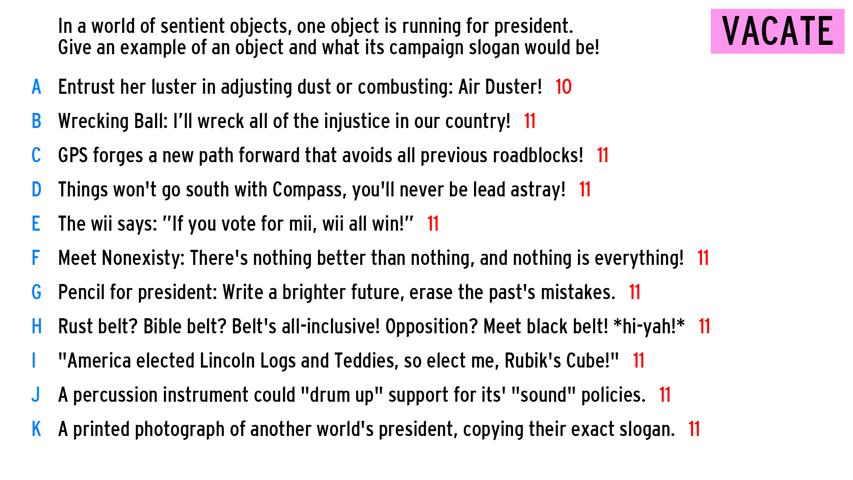 In a world of sentient objects, one object is running for president.
Give an example of an object and what its campaign slogan would be!
VACATE
A Entrust her luster in adjusting dust or combusting: Air Duster! 10
B Wrecking Ball: I'll wreck all of the injustice in our country! 11
C GPS forges a new path forward that avoids all previous roadblocks! 11
D Things won't go south with Compass, you'll never be lead astray! 11
E The wii says: "If you vote for mii, wii all win!" 11
F Meet Nonexisty: There's nothing better than nothing, and nothing is everything! 11
G Pencil for president: Write a brighter future, erase the past's mistakes. 11
H Rust belt? Bible belt? Belt's all-inclusive! Opposition? Meet black belt! *hi-yah!* 11
I "America elected Lincoln Logs and Teddies, so elect me, Rubik's Cube!" 11
J A percussion instrument could "drum up" support for its' "sound" policies. 11
K A printed photograph of another world's president, copying their exact slogan. 11